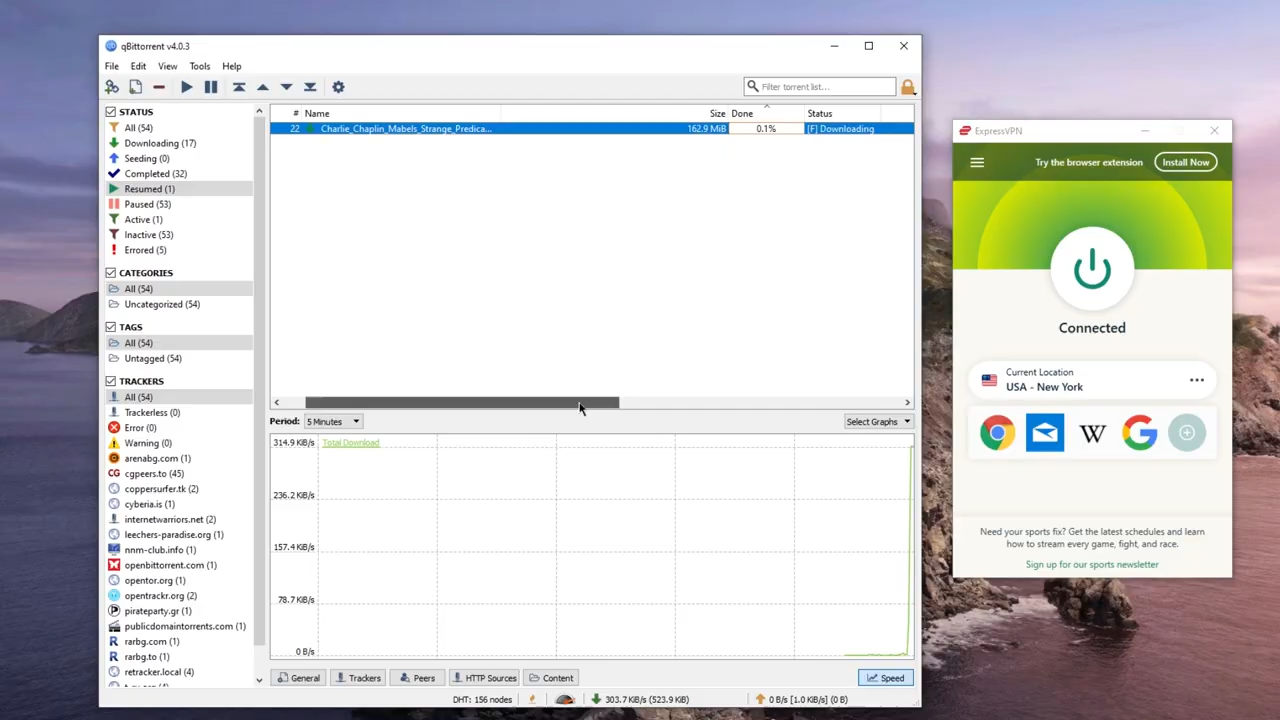 qBittorrent v4.0.3
File Edit View Tools Help
Filter torrent list...
STATUS
All (54)
Downloading (17)
Seeding (0)
Completed (32)
Resumed (1)
Paused (53)
Active (1)
Inactive (53)
Errored (5)
CATEGORIES
All (54)
Uncategorized (54)
TAGS
All (54)
Untagged (54)
TRACKERS
All (54)
Trackerless (0)
Error (0)
Warning (0)
arenabg.com (1)
cgpeers.to (45)
coppersurfer.tk (2)
cyberia.is (1)
internetwarriors.net (2)
leechers-paradise.org (1)
nnm-club.info (1)
openbittorrent.com (1)
opentor.org (1)
opentrackr.org (2)
pirateparty.gr (1)
publicdomaintorrents.com (1)
rarbg.com (1)
rarbg.to (1)
retracker.local (4)
# Name Size Done Status
22 Charlie_Chaplin_Mabels_Strange_Predica... 162.9 MiB 0.1% [F] Downloading
Period: 5 Minutes Select Graphs
314.9 KiB/s Total Download
236.2 KiB/s
157.4 KiB/s
78.7 KiB/s
0 B/s
General Trackers Peers HTTP Sources Content Speed
DHT: 156 nodes 303.7 KiB/s (523.9 KiB) 0 B/s [1.0 KiB/s] (0 B)
ExpressVPN
Try the browser extension Install Now
Connected
Current Location
USA - New York
W G
Need your sports fix? Get the latest schedules and learn
how to stream every game, fight, and race.
Sign up for our sports newsletter